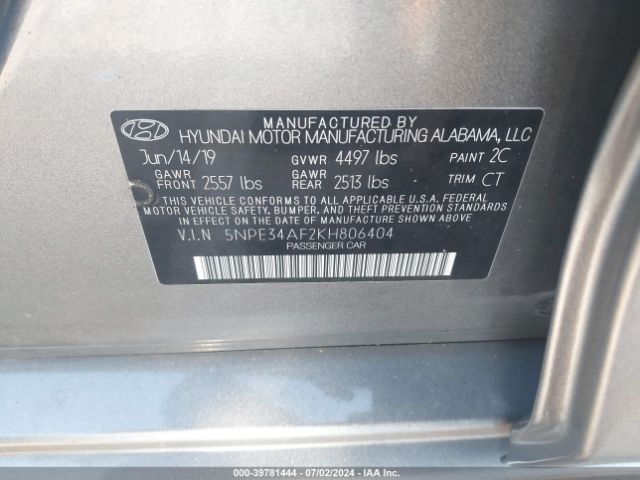 MANUFACTURED BY
HYUNDAI MOTOR MANUFACTURING ALABAMA, LLC
Jun/14/19 GVWR 4497 lbs PAINT 2C
GAWR FRONT 2557 lbs GAWR REAR 2513 lbs TRIM CT
THIS VEHICLE CONFORMS TO ALL APPLICABLE U.S.A. FEDERAL
MOTOR VEHICLE SAFETY, BUMPER, AND THEFT PREVENTION STANDARDS
IN EFFECT ON THE DATE OF MANUFACTURE SHOWN ABOVE.
V.I.N 5NPE34AF2KH806404
PASSENGER CAR
000-39781444 - 07/02/2024 - IAA Inc.